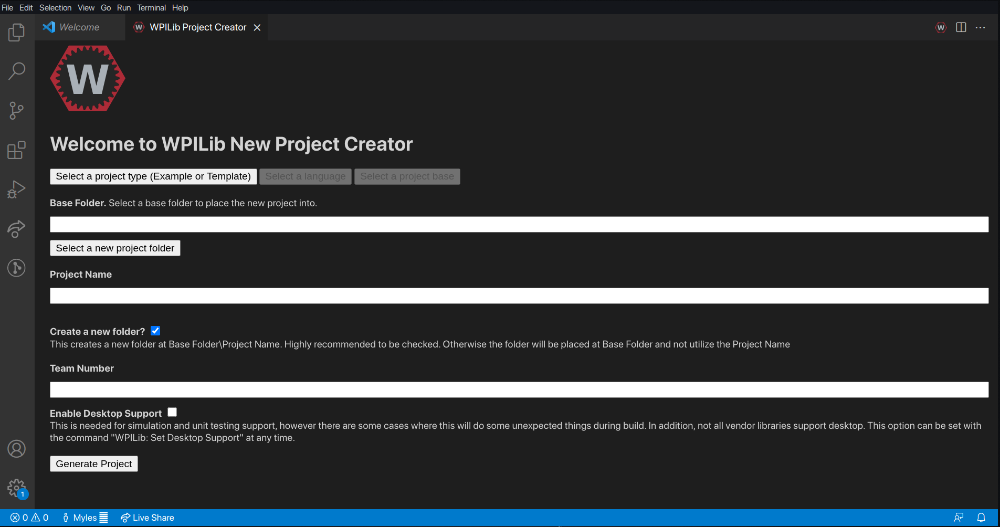 File Edit Selection View Go Run Terminal Help
Welcome WPILib Project Creator
W
Welcome to WPILib New Project Creator
Select a project type (Example or Template) Select a language Select a project base
Base Folder. Select a base folder to place the new project into.
Select a new project folder
Project Name
Create a new folder?
This creates a new folder at Base Folder\Project Name. Highly recommended to be checked. Otherwise the folder will be placed at Base Folder and not utilize the Project Name
Team Number
Enable Desktop Support
This is needed for simulation and unit testing support, however there are some cases where this will do some unexpected things during build. In addition, not all vendor libraries support desktop. This option can be set with
the command "WPILib: Set Desktop Support" at any time.
Generate Project
1
0 0 Myles Live Share